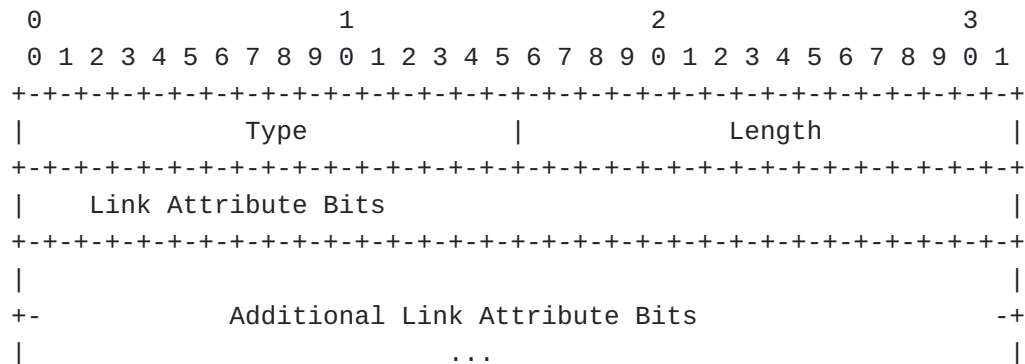 0                   1                   2                   3
 0 1 2 3 4 5 6 7 8 9 0 1 2 3 4 5 6 7 8 9 0 1 2 3 4 5 6 7 8 9 0 1
+-+-+-+-+-+-+-+-+-+-+-+-+-+-+-+-+-+-+-+-+-+-+-+-+-+-+-+-+-+-+-+-+
|              Type             |             Length            |
+-+-+-+-+-+-+-+-+-+-+-+-+-+-+-+-+-+-+-+-+-+-+-+-+-+-+-+-+-+-+-+-+
|    Link Attribute Bits                                        |
+-+-+-+-+-+-+-+-+-+-+-+-+-+-+-+-+-+-+-+-+-+-+-+-+-+-+-+-+-+-+-+-+
|                                                               |
+-            Additional Link Attribute Bits                   -+
|                           ...                                 |